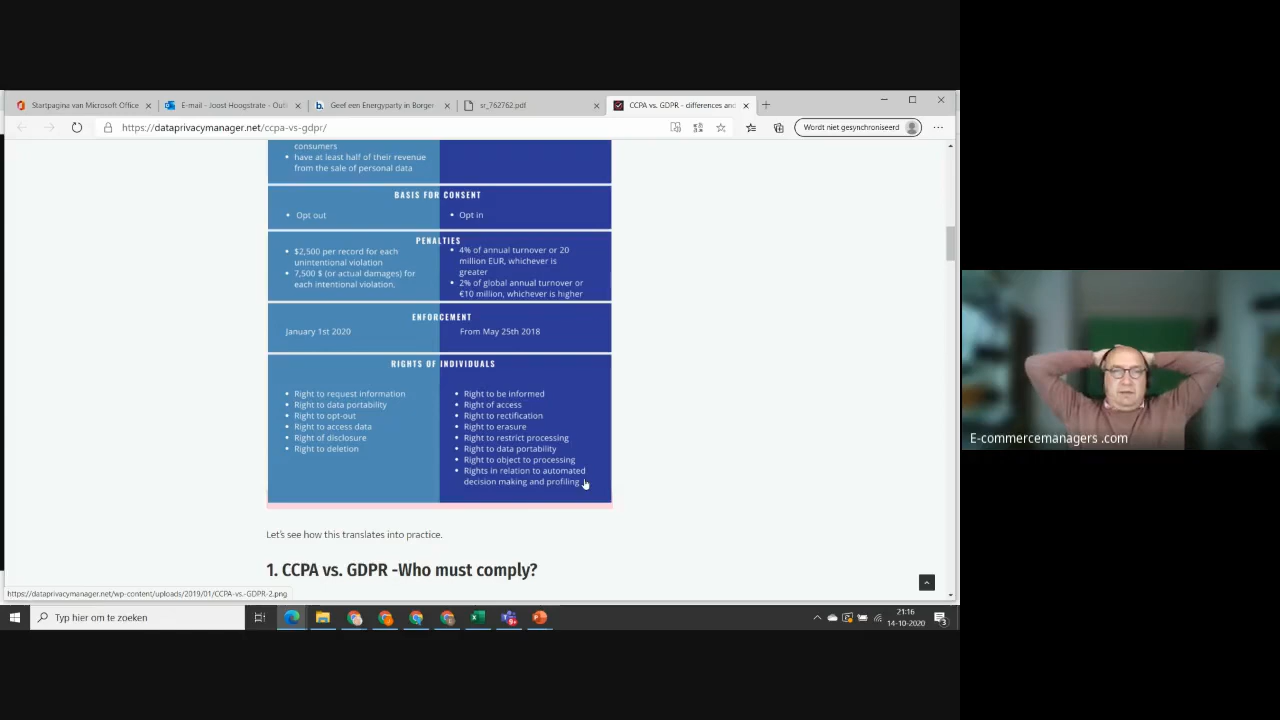 Startpagina van Microsoft Office
E-mail - Joost Hoogstrate - Outl
Geef een Energyparty in Borger
sr_762762.pdf
CCPA vs. GDPR - differences and
https://dataprivacymanager.net/ccpa-vs-gdpr/
Wordt niet gesynchroniseerd
consumers
• have at least half of their revenue
from the sale of personal data
BASIS FOR CONSENT
• Opt out
• Opt in
PENALTIES
• $2,500 per record for each
unintentional violation
• 7,500 $ (or actual damages) for
each intentional violation.
• 4% of annual turnover or 20
million EUR, whichever is
greater
• 2% of global annual turnover or
€10 million, whichever is higher
ENFORCEMENT
January 1st 2020
From May 25th 2018
RIGHTS OF INDIVIDUALS
• Right to request information
• Right to data portability
• Right to opt-out
• Right to access data
• Right of disclosure
• Right to deletion
• Right to be informed
• Right of access
• Right to rectification
• Right to erasure
• Right to restrict processing
• Right to data portability
• Right to object to processing
• Rights in relation to automated
decision making and profiling
Let's see how this translates into practice.
1. CCPA vs. GDPR -Who must comply?
https://dataprivacymanager.net/wp-content/uploads/2019/01/CCPA-vs.-GDPR-2.png
Typ hier om te zoeken
21:16
14-10-2020
E-commercemanagers .com